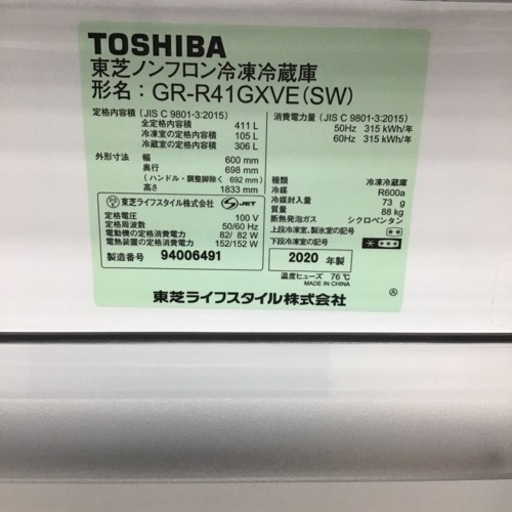 TOSHIBA
東芝ノンフロン冷凍冷蔵庫
形名：GR-R41GXVE(SW)
定格内容積（JIS C 9801-3:2015）
全定格内容積 411 L
冷凍室の定格内容積 105 L
冷蔵室の定格内容積 306 L
外形寸法 幅 600 mm
奥行 698 mm
（ハンドル・調整脚除く 692 mm）
高さ 1833 mm
東芝ライフスタイル株式会社 JET
定格電圧 100 V
定格周波数 50/60 Hz
電動機の定格消費電力 82/ 82 W
電熱装置の定格消費電力 152/152 W
製造番号 94006491
消費電力量（JIS C 9801-3:2015）
50Hz 315 kWh/年
60Hz 315 kWh/年
種類 冷凍冷蔵庫
冷媒 R600a
冷媒封入量 73 g
質量 88 kg
断熱発泡ガス シクロペンタン
上段冷凍室,製氷室の記号
下段冷凍室の記号
2020 年製
温度ヒューズ 76℃
MADE IN CHINA
東芝ライフスタイル株式会社
Ⓐ